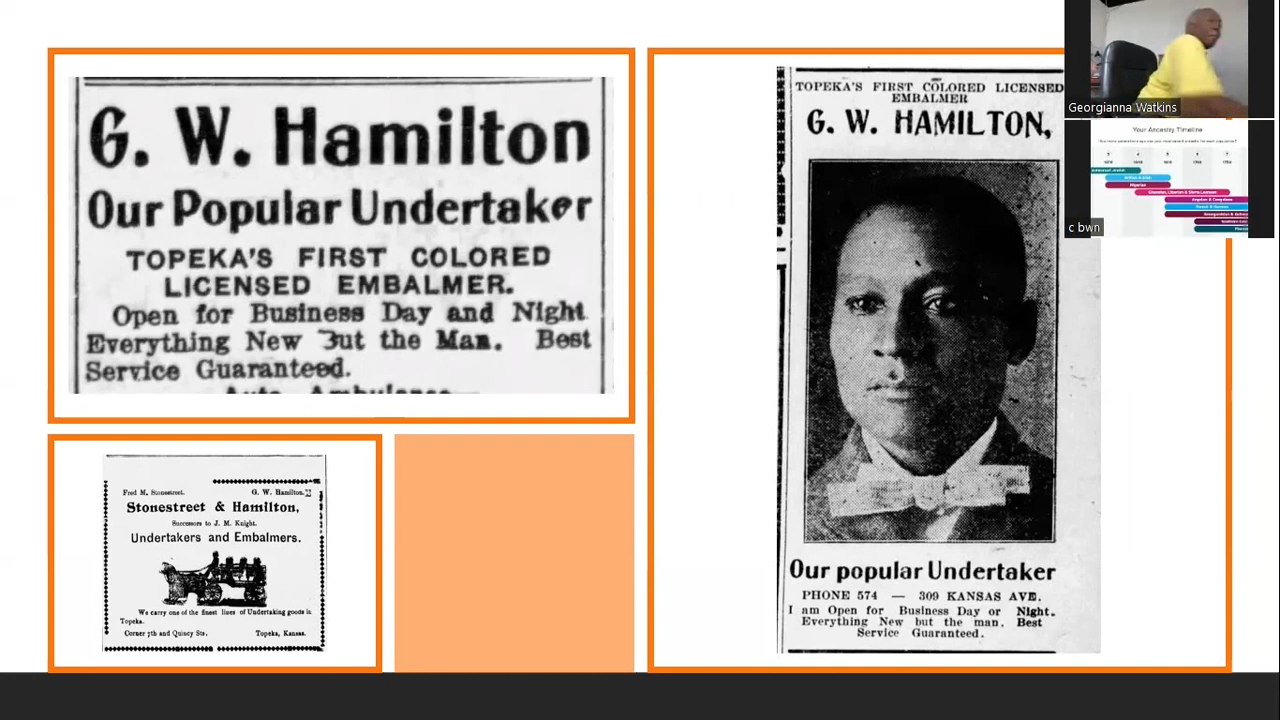 G. W. Hamilton
Our Popular Undertaker
TOPEKA'S FIRST COLORED
LICENSED EMBALMER.
Open for Business Day and Night
Everything New But the Man. Best
Service Guaranteed.
Auto Ambulance
Fred M. Stonestreet. G. W. Hamilton.
Stonestreet & Hamilton,
Successors to J. M. Knight.
Undertakers and Embalmers.
We carry one of the finest lines of Undertaking goods in
Topeka.
Corner 7th and Quincy Sts. Topeka, Kansas.
TOPEKA'S FIRST COLORED LICENSED
EMBALMER
G. W. HAMILTON,
Our popular Undertaker
PHONE 574 — 309 KANSAS AVE.
I am Open for Business Day or Night.
Everything New but the man. Best
Service Guaranteed.
Georgianna Watkins
Your Ancestry Timeline
c bwn